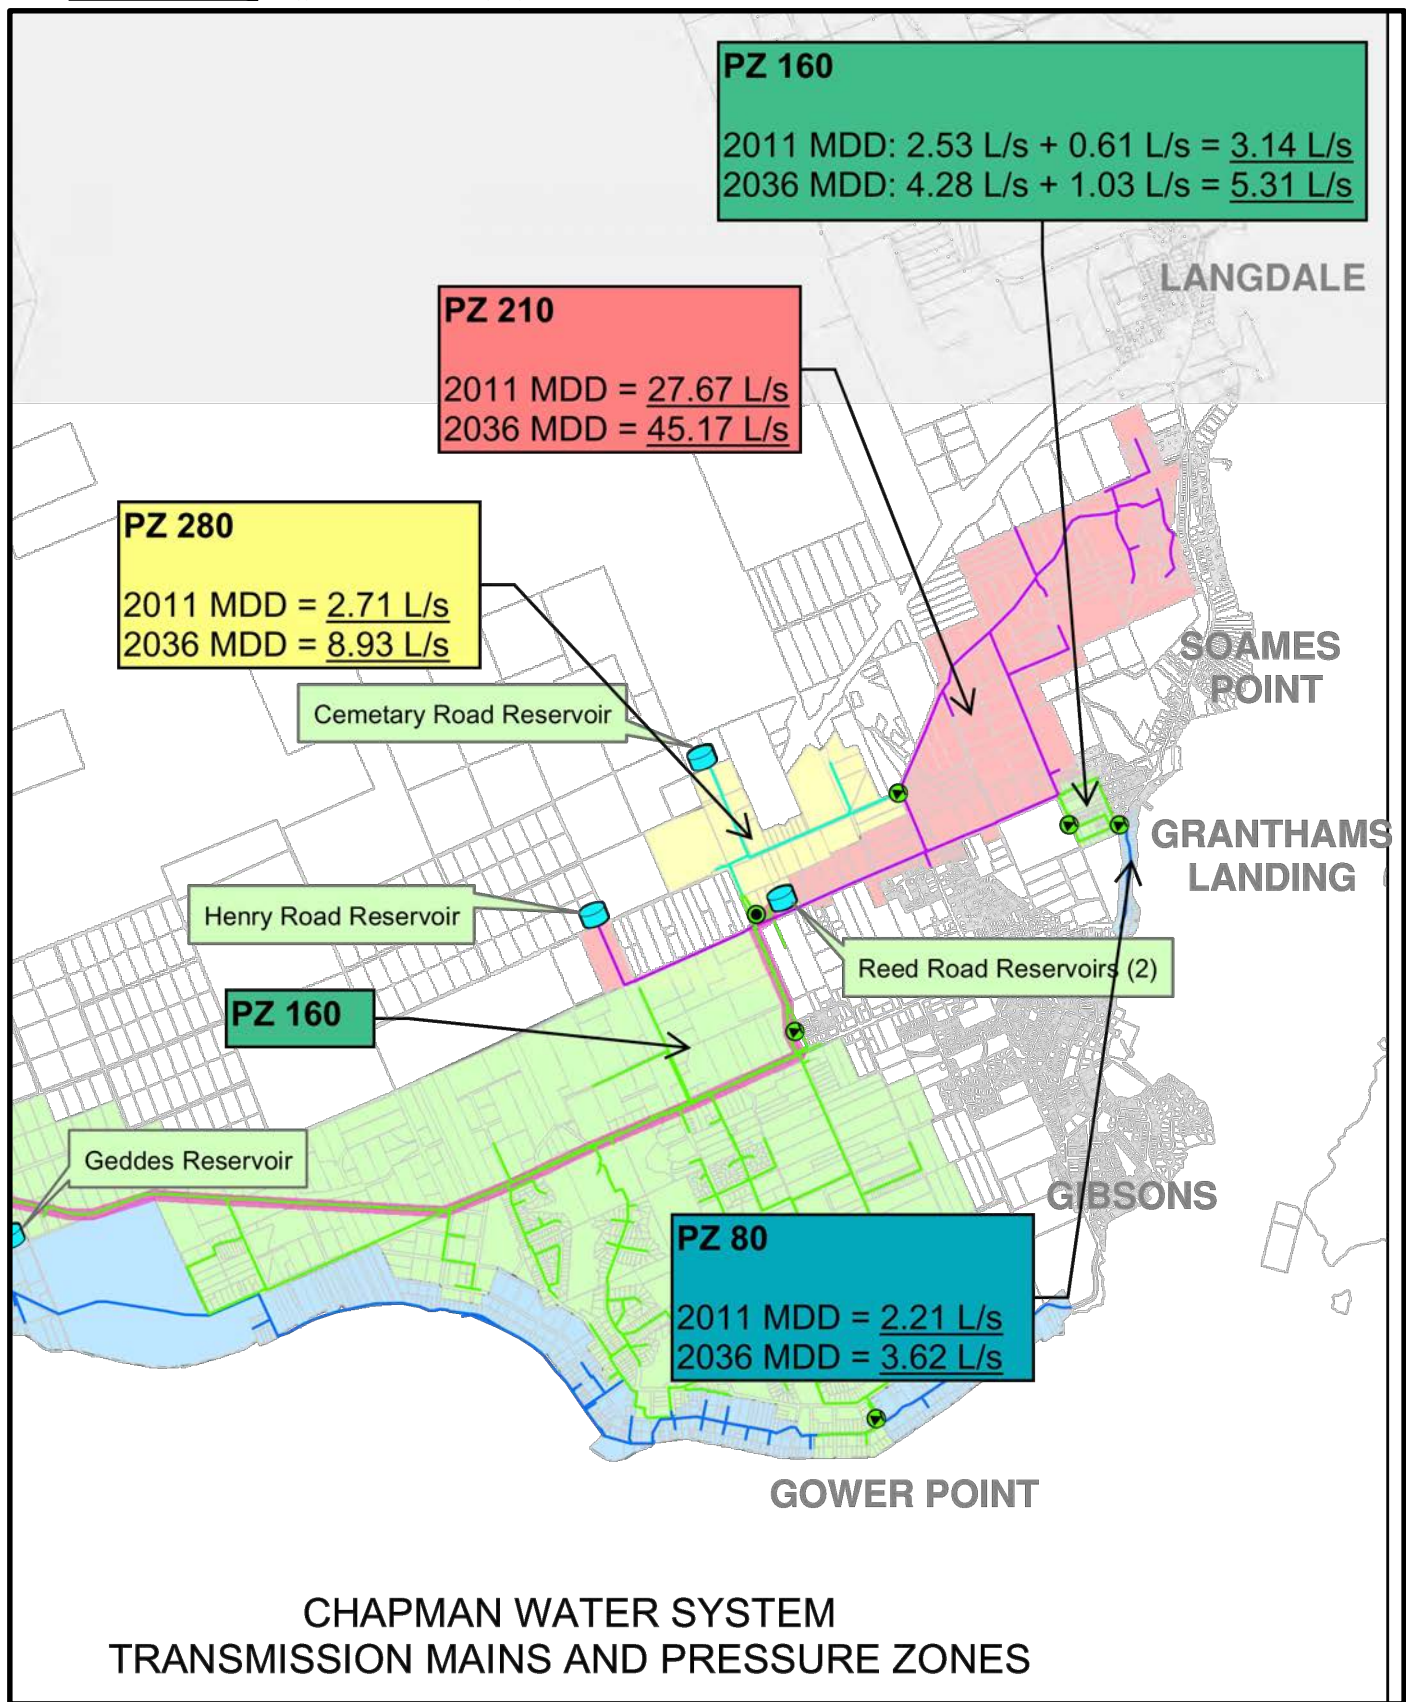 PZ 160
2011 MDD: 2.53 L/s + 0.61 L/s = 3.14 L/s
2036 MDD: 4.28 L/s + 1.03 L/s = 5.31 L/s
LANGDALE
PZ 210
2011 MDD = 27.67 L/s
2036 MDD = 45.17 L/s
PZ 280
2011 MDD = 2.71 L/s
2036 MDD = 8.93 L/s
SOAMES
POINT
Cemetary Road Reservoir
GRANTHAMS
LANDING
Henry Road Reservoir
Reed Road Reservoirs (2)
PZ 160
Geddes Reservoir
GIBSONS
PZ 80
2011 MDD = 2.21 L/s
2036 MDD = 3.62 L/s
GOWER POINT
CHAPMAN WATER SYSTEM
TRANSMISSION MAINS AND PRESSURE ZONES